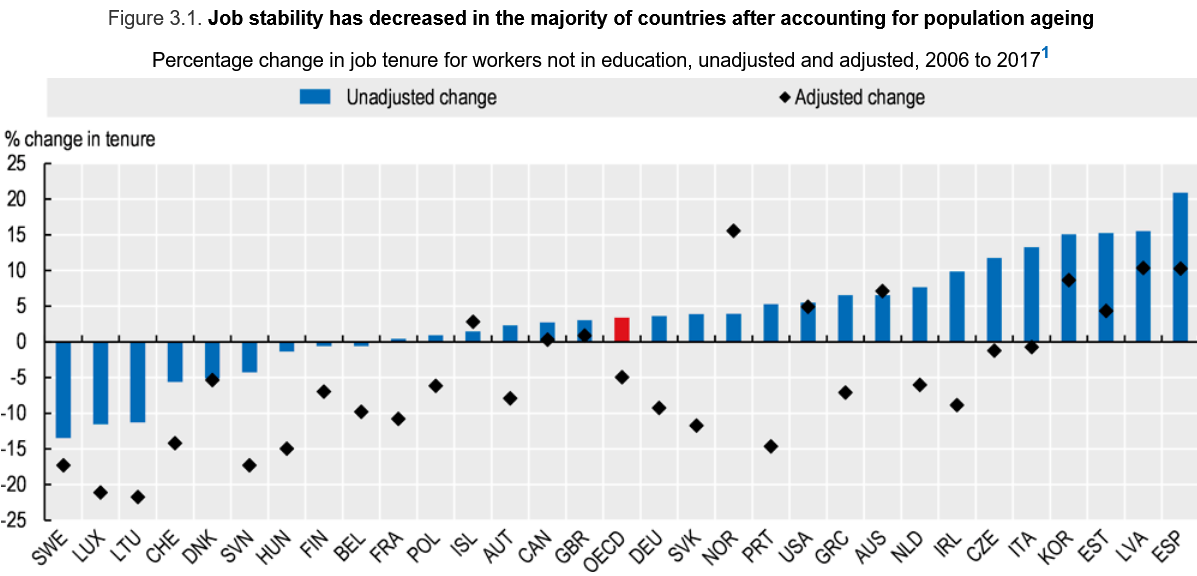 Figure 3.1. Job stability has decreased in the majority of countries after accounting for population ageing
Percentage change in job tenure for workers not in education, unadjusted and adjusted, 2006 to 2017¹
Unadjusted change
Adjusted change
% change in tenure
25
20
15
10
5
0
-5
-10
-15
-20
-25
SWE
LUX
LTU
CHE
DNK
SVN
HUN
FIN
BEL
FRA
POL
ISL
AUT
CAN
GBR
OECD
DEU
SVK
NOR
PRT
USA
GRC
AUS
NLD
IRL
CZE
ITA
KOR
EST
LVA
ESP